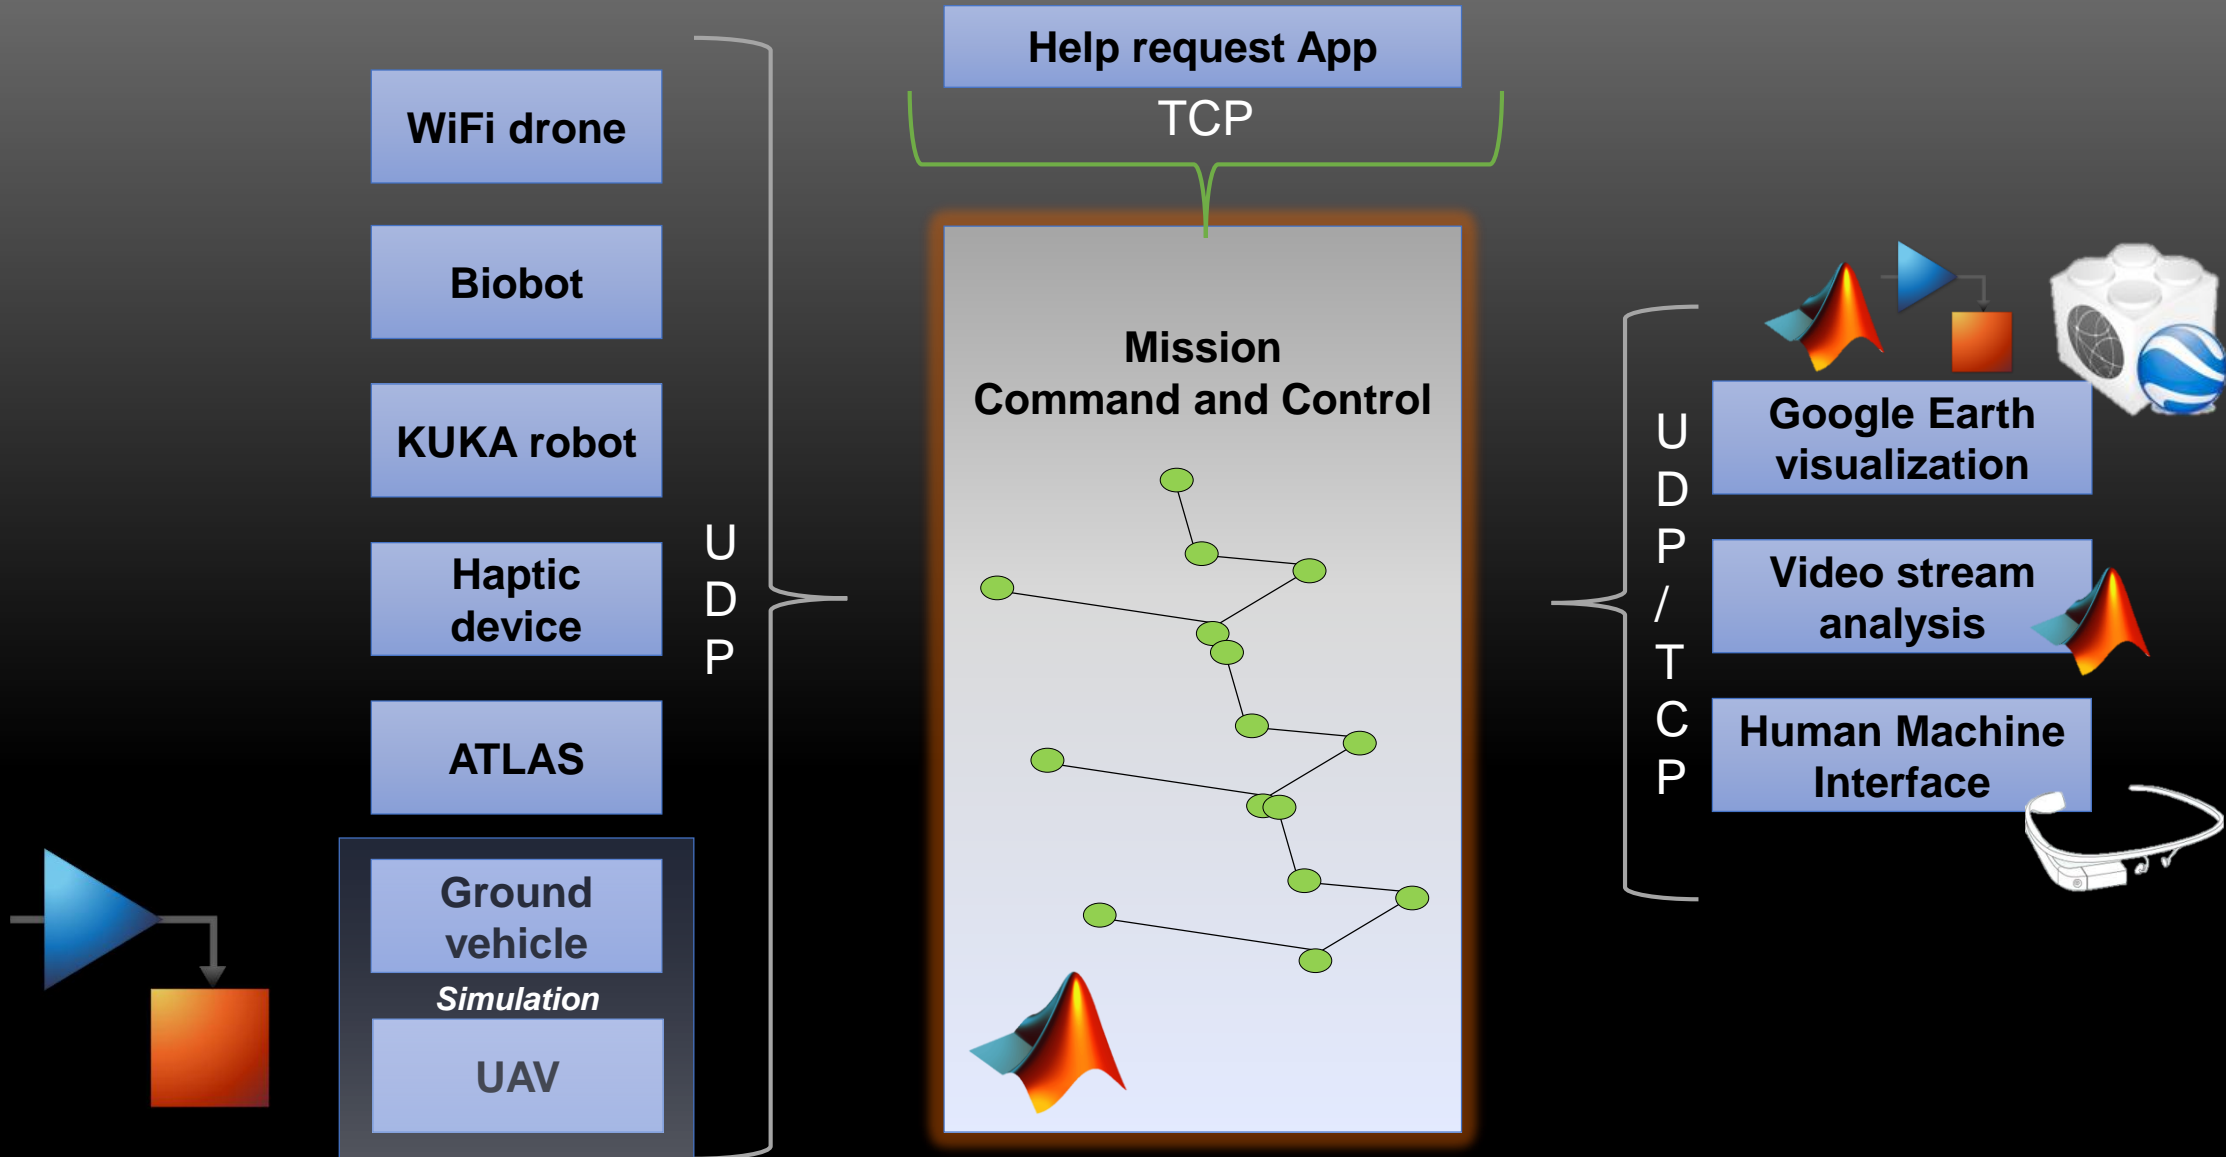 Help request App
TCP
WiFi drone
Biobot
KUKA robot
Haptic
device
ATLAS
Ground
vehicle
Simulation
UAV
U
D
P
Mission
Command and Control
U
D
P
/
T
C
P
Google Earth
visualization
Video stream
analysis
Human Machine
Interface